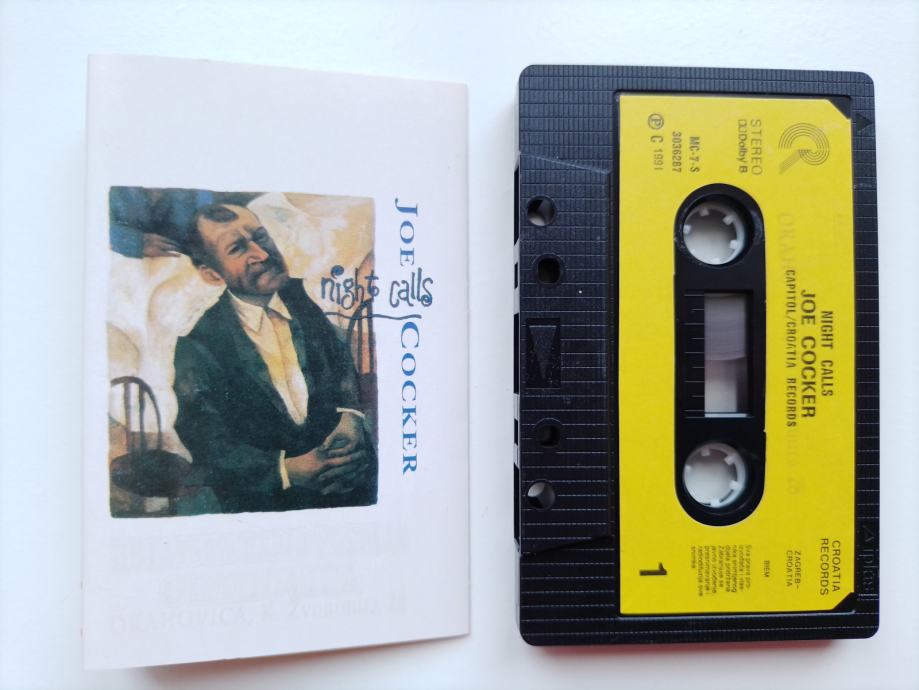 JOE COCKER
night calls
STEREO
Dolby B
MC-7-S
3036287
Ⓟ C 1991
NIGHT CALLS
JOE COCKER
CAPITOL/CROATIA RECORDS
CROATIA
RECORDS
ZAGREB-
CROATIA
BIEM
1